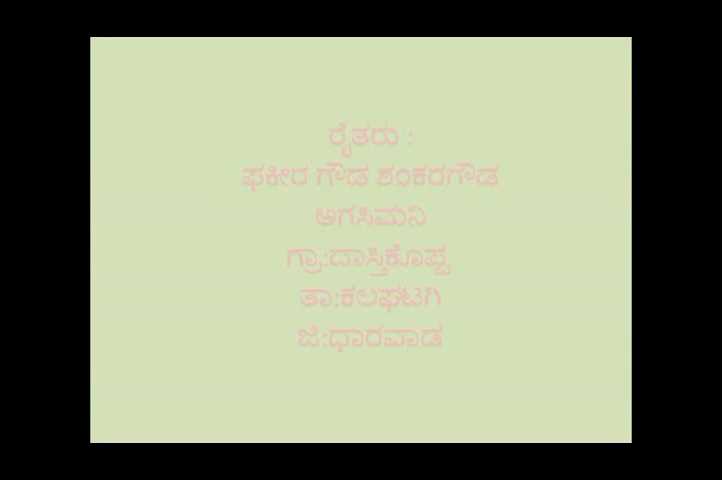 ರೈತರು :
ಫಕೀರ ಗೌಡ ಶಂಕರಗೌಡ
ಅಗಸಿಮನಿ
ಗ್ರಾ:ದಾಸ್ತಿಕೊಪ್ಪ
ತಾ:ಕಲಘಟಗಿ
ಜಿ:ಧಾರವಾಡ